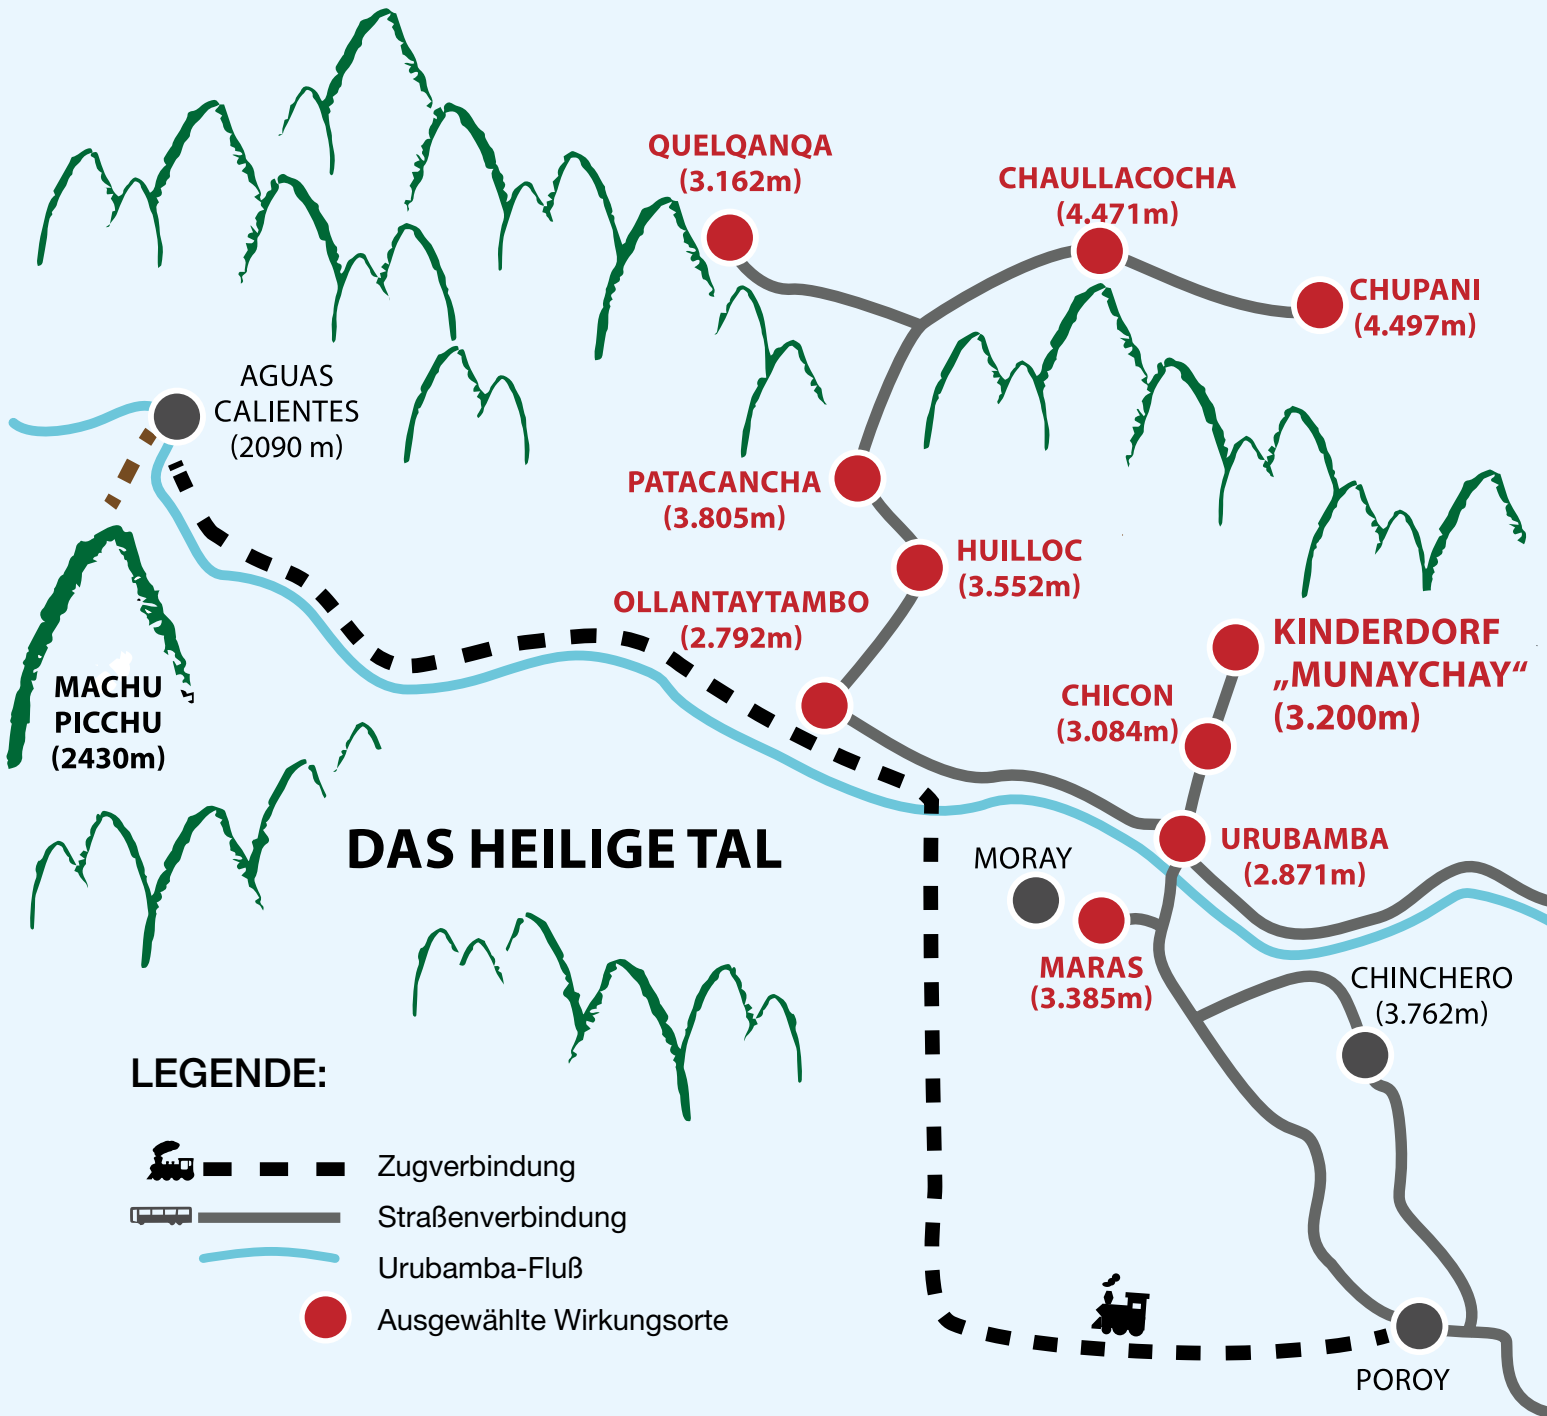 QUELQANQA
(3.162m)
CHAULLACOCHA
(4.471m)
CHUPANI
(4.497m)
AGUAS
CALIENTES
(2090 m)
PATACANCHA
(3.805m)
HUILLOC
(3.552m)
OLLANTAYTAMBO
(2.792m)
KINDERDORF
„MUNAYCHAY“
(3.200m)
MACHU
PICCHU
(2430m)
CHICON
(3.084m)
DAS HEILIGE TAL
URUBAMBA
(2.871m)
MORAY
MARAS
(3.385m)
CHINCHERO
(3.762m)
LEGENDE:
Zugverbindung
Straßenverbindung
Urubamba-Fluß
Ausgewählte Wirkungsorte
POROY